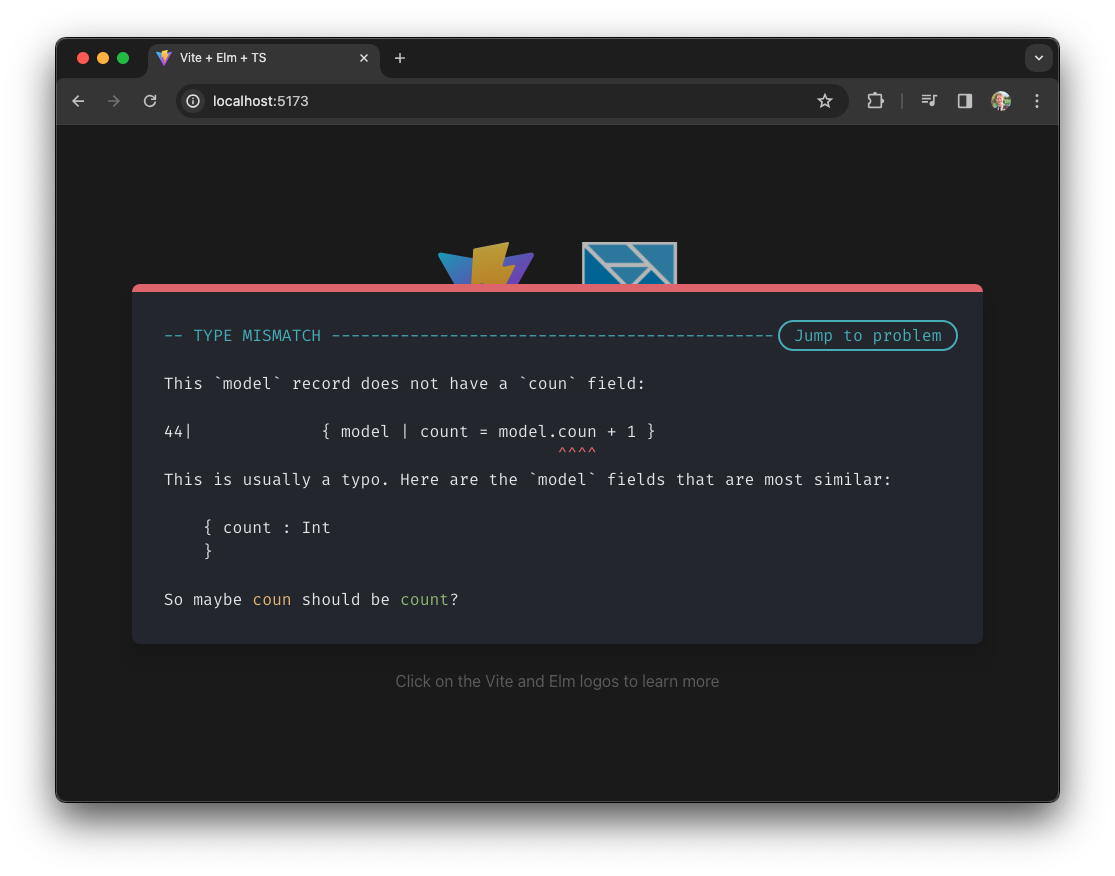 Vite + Elm + TS
localhost:5173
-- TYPE MISMATCH --------------------------------------------- Jump to problem
This `model` record does not have a `coun` field:
44|             { model | count = model.coun + 1 }
                                        ^^^^
This is usually a typo. Here are the `model` fields that are most similar:
    { count : Int
    }
So maybe coun should be count?
Click on the Vite and Elm logos to learn more